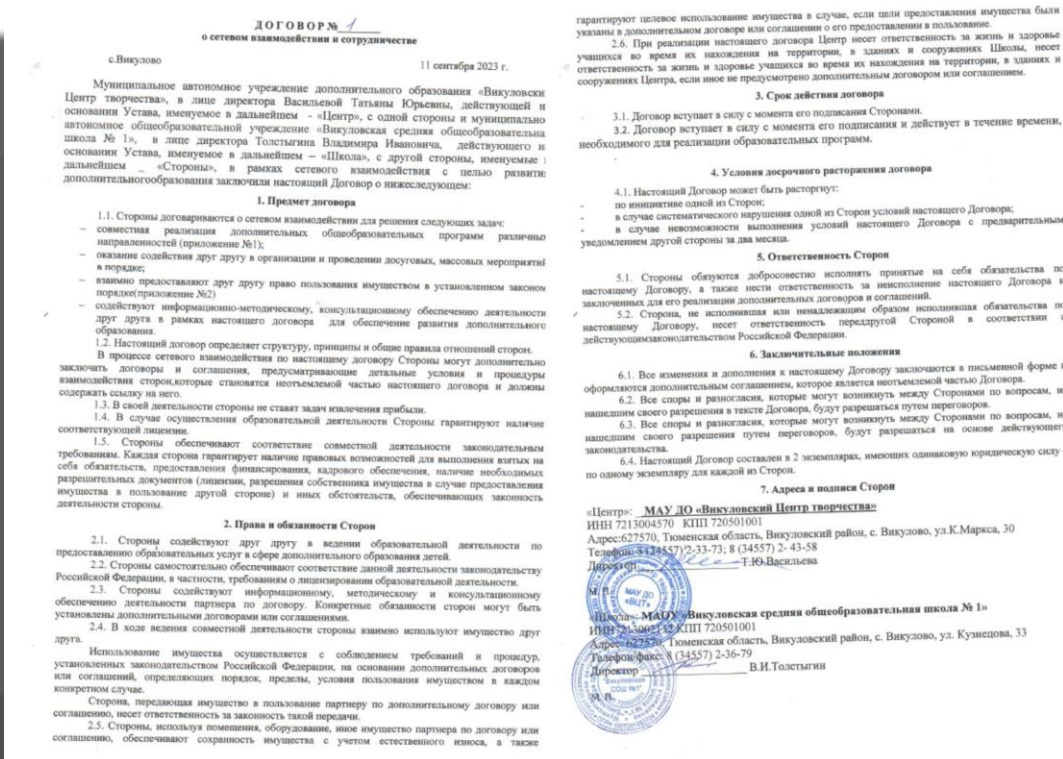 ДОГОВОР № 1
о сетевом взаимодействии и сотрудничестве
с.Викулово
11 сентября 2023 г.
Муниципальное автономное учреждение дополнительного образования «Викуловски
Центр творчества», в лице директора Васильевой Татьяны Юрьевны, действующей н
основании Устава, именуемое в дальнейшем - «Центр», с одной стороны и муниципально
автономное общеобразовательной учреждение «Викуловская средняя общеобразовательна
школа № 1», в лице директора Толстыгина Владимира Ивановича, действующего н
основании Устава, именуемое в дальнейшем – «Школа», с другой стороны, именуемые
дальнейшем _ «Стороны», в рамках сетевого взаимодействия с целью развити
дополнительногообразования заключили настоящий Договор о нижеследующем:
1. Предмет договора
1.1. Стороны договариваются о сетевом взаимодействии для решения следующих задач:
– совместная реализация дополнительных общеобразовательных программ различны
направленностей (приложение №1);
– оказание содействия друг другу в организации и проведении досуговых, массовых мероприятий
в порядке;
– взаимно предоставляют друг другу право пользования имуществом в установленном законом
порядке(приложение №2)
– содействуют информационно-методическому, консультационному обеспечению деятельности
друг друга в рамках настоящего договора для обеспечение развития дополнительного
образования.
1.2. Настоящий договор определяет структуру, принципы и общие правила отношений сторон.
В процессе сетевого взаимодействия по настоящему договору Стороны могут дополнительно
заключать договоры и соглашения, предусматривающие детальные условия и процедуры
взаимодействия сторон,которые становятся неотъемлемой частью настоящего договора и должны
содержать ссылку на него.
1.3. В своей деятельности стороны не ставят задач извлечения прибыли.
1.4. В случае осуществления образовательной деятельности Стороны гарантируют наличие
соответствующей лицензии.
1.5. Стороны обеспечивают соответствие совместной деятельности законодательным
требованиям. Каждая сторона гарантирует наличие правовых возможностей для выполнения взятых на
себя обязательств, предоставления финансирования, кадрового обеспечения, наличие необходимых
разрешительных документов (лицензии, разрешения собственника имущества в случае предоставления
имущества в пользование другой стороне) и иных обстоятельств, обеспечивающих законность
деятельности стороны.
2. Права и обязанности Сторон
2.1. Стороны содействуют друг другу в ведении образовательной деятельности по
предоставлению образовательных услуг в сфере дополнительного образования детей.
2.2. Стороны самостоятельно обеспечивают соответствие данной деятельности законодательству
Российской Федерации, в частности, требованиям о лицензировании образовательной деятельности.
2.3. Стороны содействуют информационному, методическому и консультационному
обеспечению деятельности партнера по договору. Конкретные обязанности сторон могут быть
установлены дополнительными договорами или соглашениями.
2.4. В ходе ведения совместной деятельности стороны взаимно используют имущество друг
друга.
Использование имущества осуществляется с соблюдением требований и процедур,
установленных законодательством Российской Федерации, на основании дополнительных договоров
или соглашений, определяющих порядок, пределы, условия пользования имуществом в каждом
конкретном случае.
Сторона, передающая имущество в пользование партнеру по дополнительному договору или
соглашению, несет ответственность за законность такой передачи.
2.5. Стороны, используя помещения, оборудование, иное имущество партнера по договору или
соглашению, обеспечивают сохранность имущества с учетом естественного износа, а также
гарантируют целевое использование имущества в случае, если цели предоставления имущества были
указаны в дополнительном договоре или соглашении о его предоставлении в пользование.
2.6. При реализации настоящего договора Центр несет ответственность за жизнь и здоровье
учащихся во время их нахождения на территории, в зданиях и сооружениях Школы, несет
ответственность за жизнь и здоровье учащихся во время их нахождения на территории, в зданиях и
сооружениях Центра, если иное не предусмотрено дополнительным договором или соглашением.
3. Срок действия договора
3.1. Договор вступает в силу с момента его подписания Сторонами.
3.2. Договор вступает в силу с момента его подписания и действует в течение времени,
необходимого для реализации образовательных программ.
4. Условия досрочного расторжения договора
4.1. Настоящий Договор может быть расторгнут:
- по инициативе одной из Сторон;
- в случае систематического нарушения одной из Сторон условий настоящего Договора;
- в случае невозможности выполнения условий настоящего Договора с предварительным
уведомлением другой стороны за два месяца.
5. Ответственность Сторон
5.1. Стороны обязуются добросовестно исполнять принятые на себя обязательства по
настоящему Договору, а также нести ответственность за неисполнение настоящего Договора и
заключенных для его реализации дополнительных договоров и соглашений.
5.2. Сторона, не исполнившая или ненадлежащим образом исполнившая обязательства по
настоящему Договору, несет ответственность переддругой Стороной в соответствии с
действующимзаконодательством Российской Федерации.
6. Заключительные положения
6.1. Все изменения и дополнения к настоящему Договору заключаются в письменной форме и
оформляются дополнительным соглашением, которое является неотъемлемой частью Договора.
6.2. Все споры и разногласия, которые могут возникнуть между Сторонами по вопросам, н
нашедшим своего разрешения в тексте Договора, будут разрешаться путем переговоров.
6.3. Все споры и разногласия, которые могут возникнуть между Сторонами по вопросам, н
нашедшим своего разрешения путем переговоров, будут разрешаться на основе действующег
законодательства.
6.4. Настоящий Договор составлен в 2 экземплярах, имеющих одинаковую юридическую силу
по одному экземпляру для каждой из Сторон.
7. Адреса и подписи Сторон
«Центр»: МАУ ДО «Викуловский Центр творчества»
ИНН 7213004570 КПП 720501001
Адрес:627570, Тюменская область, Викуловский район, с. Викулово, ул.К.Маркса, 30
Телефон: 8 (34557) 2-33-73; 8 (34557) 2- 43-58
Директор Т.Ю.Васильева
М.П.
МАУ ДО
«ВЦТ»
«Школа»: МАОУ «Викуловская средняя общеобразовательная школа № 1»
КПП 720501001
Адрес: 627570, Тюменская область, Викуловский район, с. Викулово, ул. Кузнецова, 33
Телефон/факс: 8 (34557) 2-36-79
Директор В.И.Толстыгин
"Викуловская
СОШ №1"